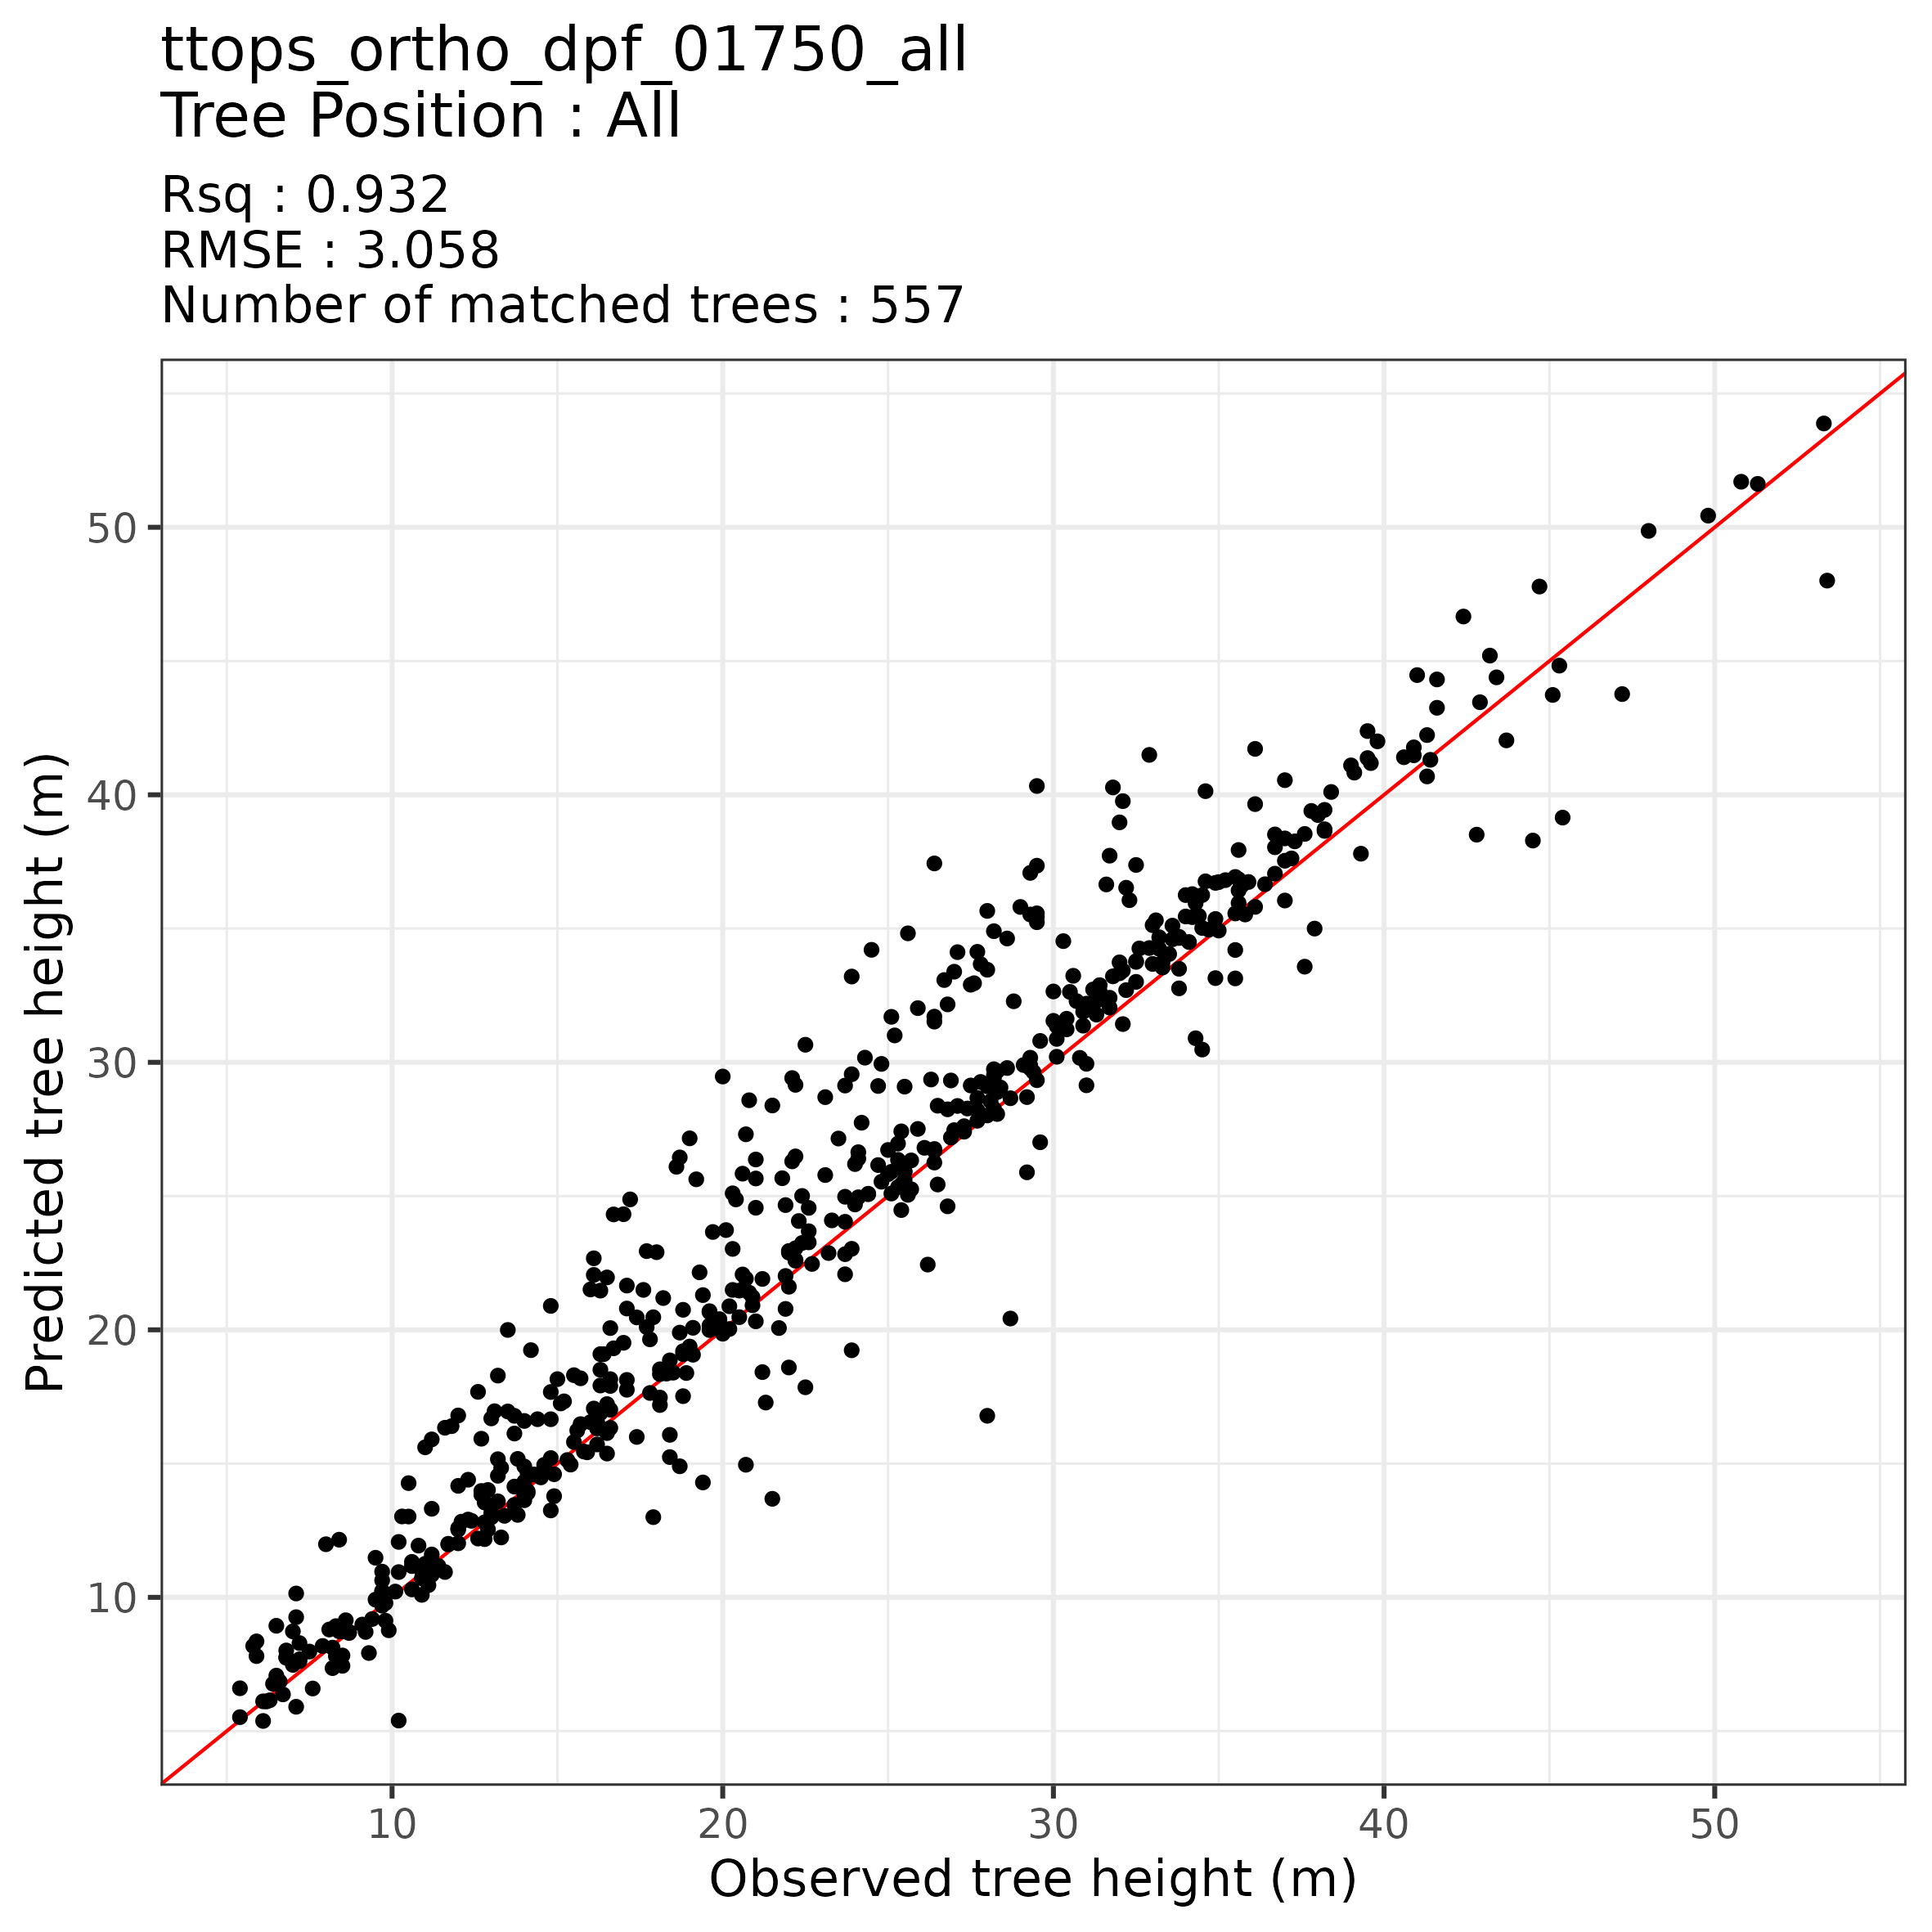 ttops_ortho_dpf_01750_all
Tree Position : All
Rsq : 0.932
RMSE : 3.058
Number of matched trees : 557
Predicted tree height (m)
50
40
30
20
10
10 20 30 40 50
Observed tree height (m)